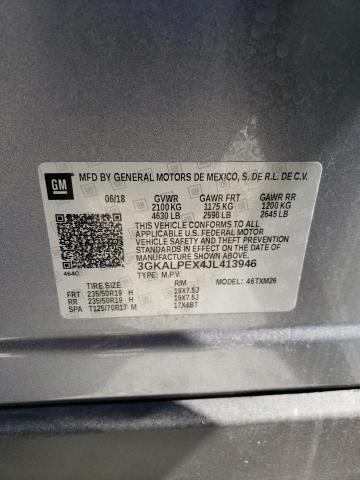 GM MFD BY GENERAL MOTORS DE MEXICO, S. DE R.L. DE C.V.
06/18 GVWR GAWR FRT GAWR RR
2100 KG 1175 KG 1200 KG
4630 LB 2590 LB 2645 LB
THIS VEHICLE CONFORMS TO ALL
APPLICABLE U.S. FEDERAL MOTOR
VEHICLE SAFETY AND THEFT
PREVENTION STANDARDS IN EFFECT
ON THE DATE OF MANUFACTURE
SHOWN ABOVE.
464C 3GKALPEX4JL413946
TYPE: M.P.V. MODEL: 46TXM26
TIRE SIZE RIM
FRT 235/50R19 H 19X7.5J
RR 235/50R19 H 19X7.5J
SPA T125/70R17 M 17X4BT